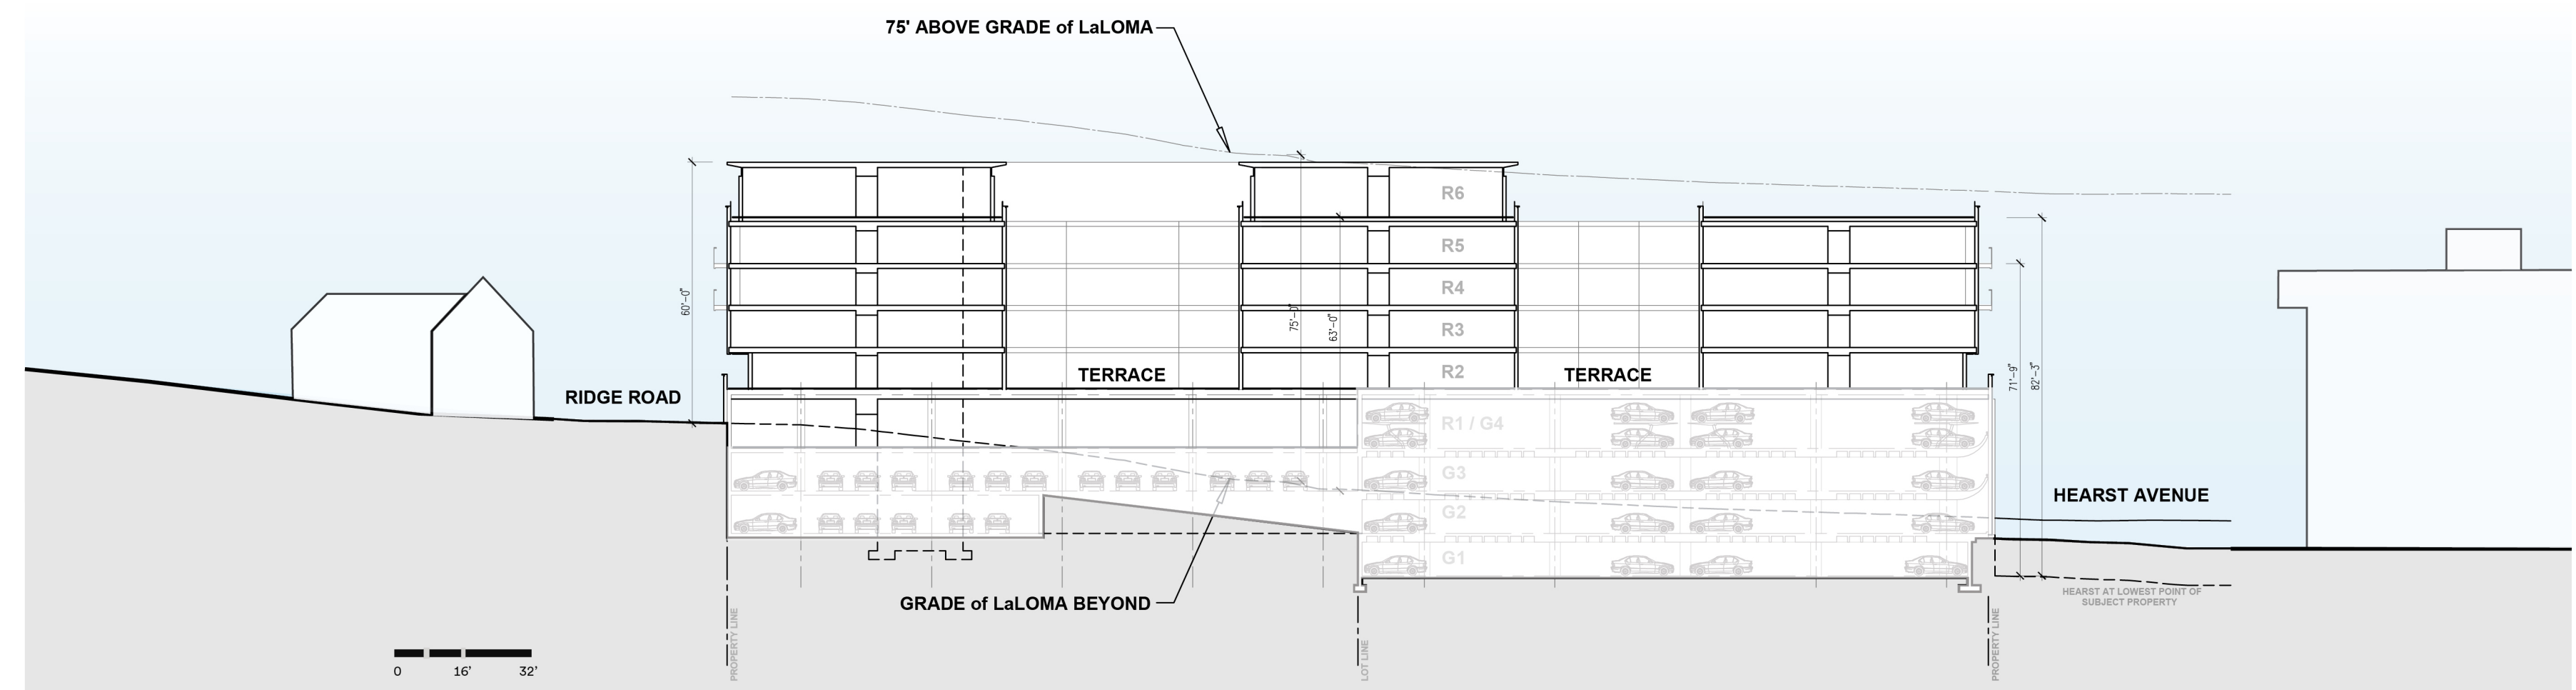 75' ABOVE GRADE of LaLOMA
R6
R5
R4
R3
R2
60'-0"
75'-0"
63'-0"
71'-9"
82'-3"
TERRACE
TERRACE
RIDGE ROAD
R1 / G4
G3
G2
G1
HEARST AVENUE
GRADE of LaLOMA BEYOND
HEARST AT LOWEST POINT OF
SUBJECT PROPERTY
PROPERTY LINE
LOT LINE
PROPERTY LINE
0 16' 32'